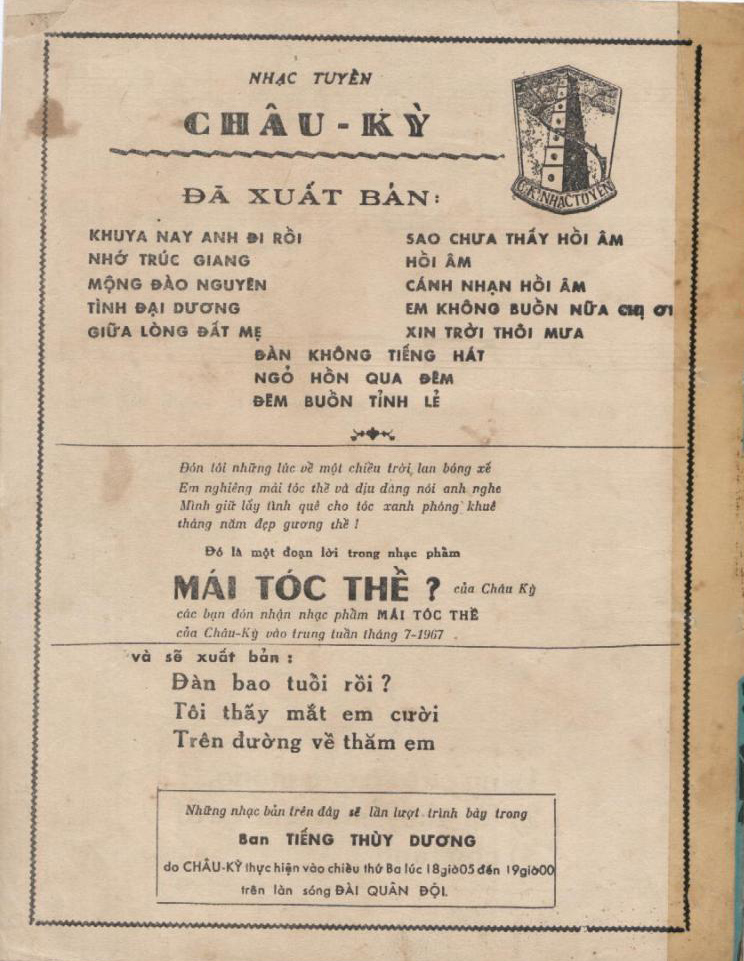 NHẠC TUYỂN
CHÂU - KỲ
C.K. NHẠC TUYỂN
ĐÃ XUẤT BẢN:
KHUYA NAY ANH ĐI RỒI
NHỚ TRÚC GIANG
MỘNG ĐÀO NGUYÊN
TÌNH ĐẠI DƯƠNG
GIỮA LÒNG ĐẤT MẸ
SAO CHƯA THẤY HỒI ÂM
HỒI ÂM
CÁNH NHẠN HỒI ÂM
EM KHÔNG BUỒN NỮA CHỊ ƠI
XIN TRỜI THÔI MƯA
ĐÀN KHÔNG TIẾNG HÁT
NGỎ HỒN QUA ĐÊM
ĐÊM BUỒN TỈNH LẺ
Đón tôi những lúc về một chiều trời, lan bóng xế
Em nghiêng mái tóc thề và dịu dàng nói anh nghe
Mình giữ lấy tình quê cho tóc xanh phòng khuê
tháng năm đẹp gương thề !
Đó là một đoạn lời trong nhạc phẩm
MÁI TÓC THỀ ? của Châu Kỳ
các bạn đón nhận nhạc phẩm MÁI TÓC THỀ
của Châu-Kỳ vào trung tuần tháng 7-1967 .
và sẽ xuất bản :
Đàn bao tuổi rồi ?
Tôi thấy mắt em cười
Trên đường về thăm em
Những nhạc bản trên đây sẽ lần lượt trình bày trong
Ban TIẾNG THÙY DƯƠNG
do CHÂU-KỲ thực hiện vào chiều thứ Ba lúc 18giờ05 đến 19giờ00
trên làn sóng ĐÀI QUÂN ĐỘI.